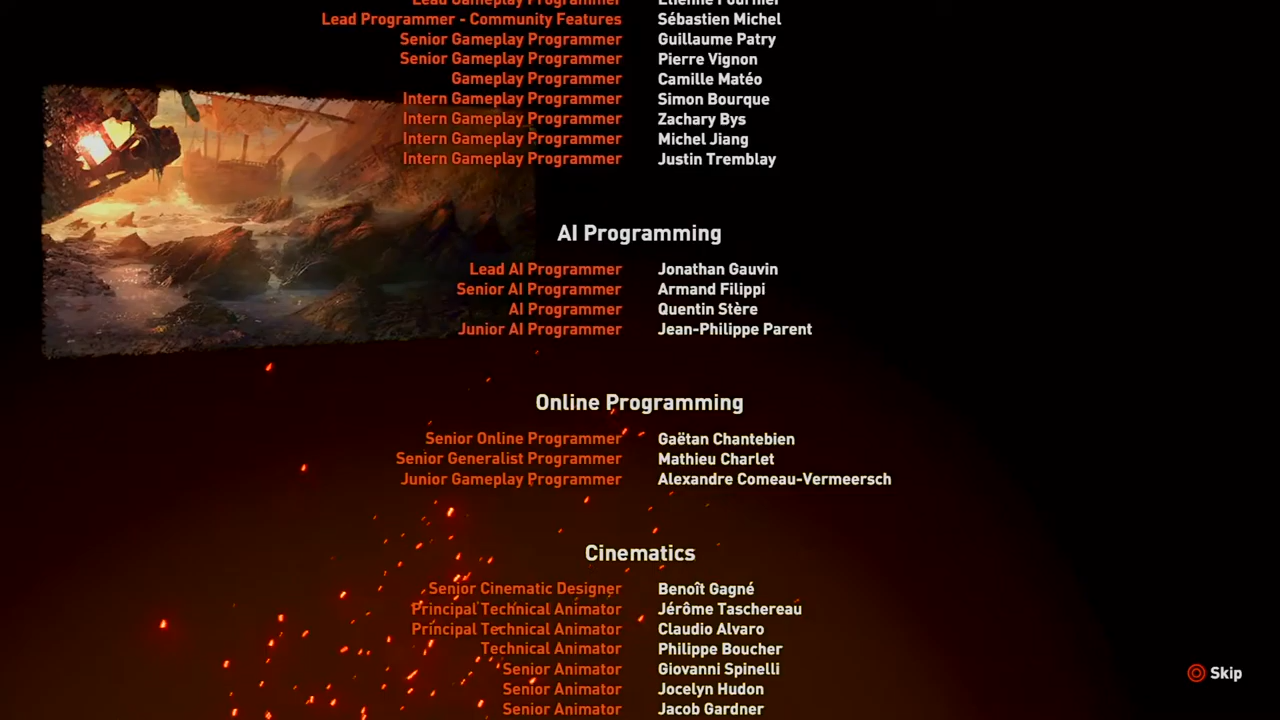 Lead Gameplay Programmer Étienne Fournier
Lead Programmer - Community Features Sébastien Michel
Senior Gameplay Programmer Guillaume Patry
Senior Gameplay Programmer Pierre Vignon
Gameplay Programmer Camille Matéo
Intern Gameplay Programmer Simon Bourque
Intern Gameplay Programmer Zachary Bys
Intern Gameplay Programmer Michel Jiang
Intern Gameplay Programmer Justin Tremblay
AI Programming
Lead AI Programmer Jonathan Gauvin
Senior AI Programmer Armand Filippi
AI Programmer Quentin Stère
Junior AI Programmer Jean-Philippe Parent
Online Programming
Senior Online Programmer Gaëtan Chantebien
Senior Generalist Programmer Mathieu Charlet
Junior Gameplay Programmer Alexandre Comeau-Vermeersch
Cinematics
Senior Cinematic Designer Benoît Gagné
Principal Technical Animator Jérôme Taschereau
Principal Technical Animator Claudio Alvaro
Technical Animator Philippe Boucher
Senior Animator Giovanni Spinelli
Skip
Senior Animator Jocelyn Hudon
Senior Animator Jacob Gardner